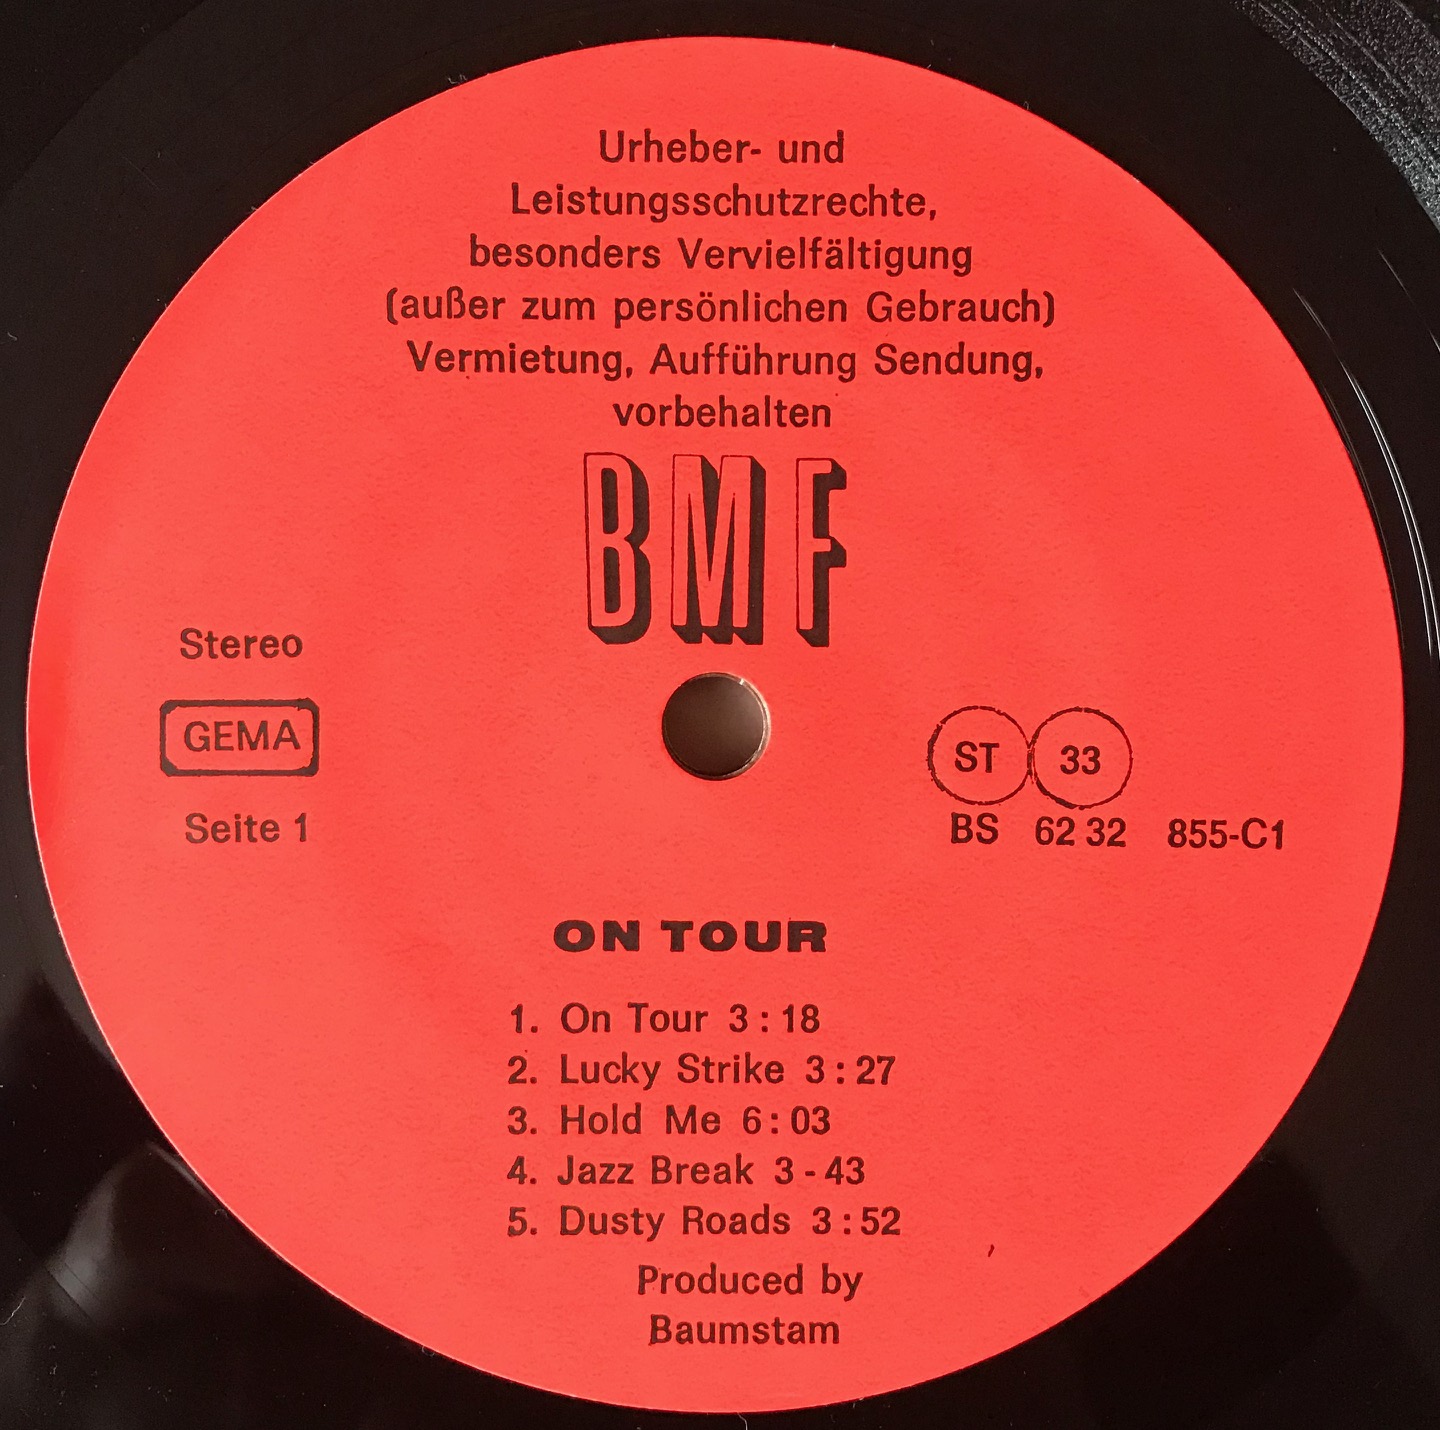 Urheber- und
Leistungsschutzrechte,
besonders Vervielfältigung
(außer zum persönlichen Gebrauch)
Vermietung, Aufführung Sendung,
vorbehalten
BMF
Stereo
GEMA
Seite 1
ST 33
BS 62 32 855-C1
ON TOUR
1. On Tour 3 : 18
2. Lucky Strike 3 : 27
3. Hold Me 6 : 03
4. Jazz Break 3 - 43
5. Dusty Roads 3 : 52
Produced by
Baumstam